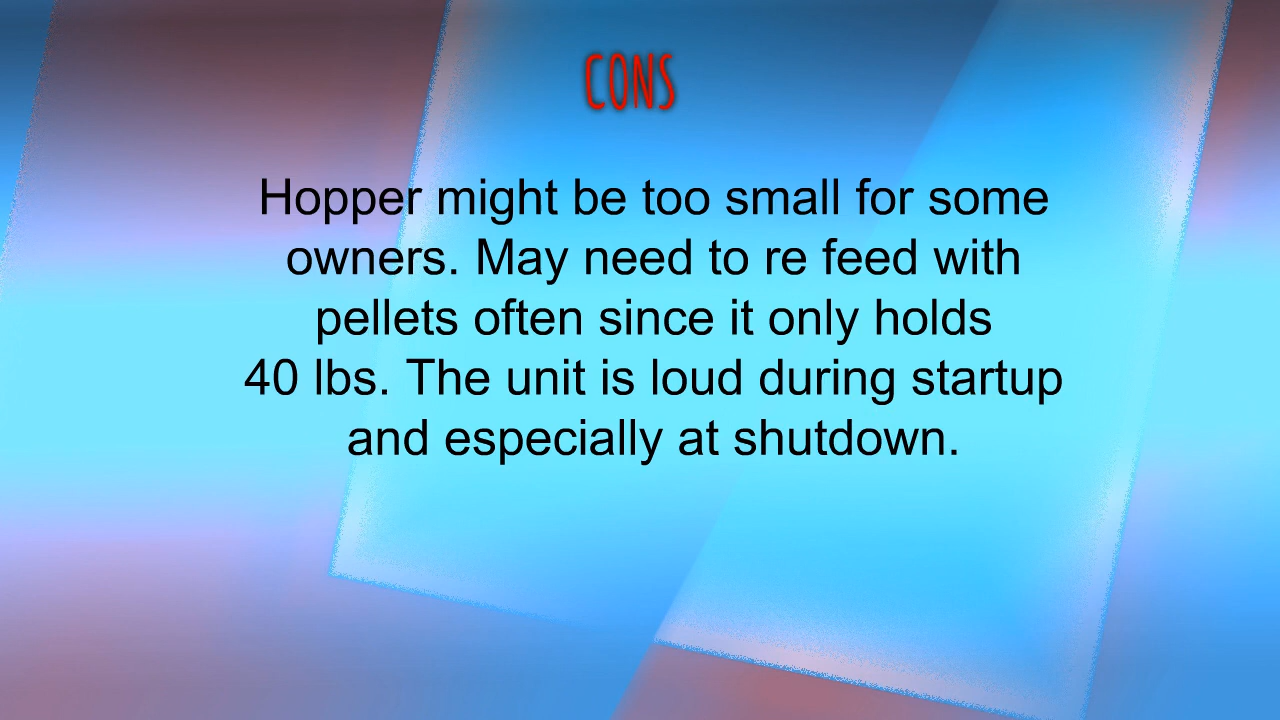 CONS
Hopper might be too small for some
owners. May need to re feed with
pellets often since it only holds
40 lbs. The unit is loud during startup
and especially at shutdown.